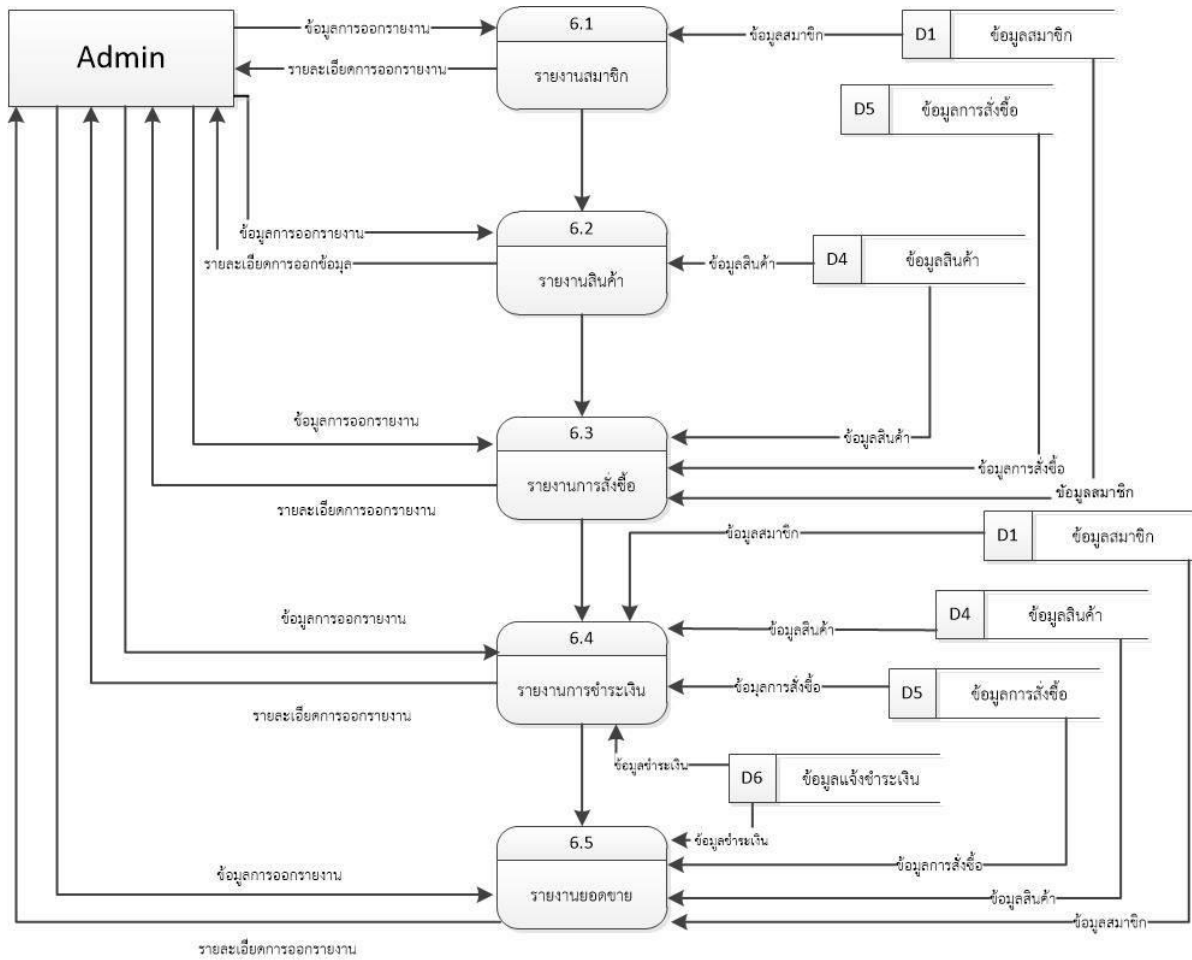 Admin
ข้อมูลการออกรายงาน
รายละเอียดการออกรายงาน
6.1
รายงานสมาชิก
ข้อมูลสมาชิก
D1
ข้อมูลสมาชิก
D5
ข้อมูลการสั่งซื้อ
ข้อมูลการออกรายงาน
รายละเอียดการออกข้อมูล
6.2
รายงานสินค้า
ข้อมูลสินค้า
D4
ข้อมูลสินค้า
ข้อมูลการออกรายงาน
รายละเอียดการออกรายงาน
6.3
รายงานการสั่งซื้อ
ข้อมูลสินค้า
ข้อมูลการสั่งซื้อ
ข้อมูลสมาชิก
ข้อมูลสมาชิก
D1
ข้อมูลสมาชิก
ข้อมูลการออกรายงาน
รายละเอียดการออกรายงาน
6.4
รายงานการชำระเงิน
ข้อมูลสินค้า
D4
ข้อมูลสินค้า
ข้อมูลการสั่งซื้อ
D5
ข้อมูลการสั่งซื้อ
ข้อมูลชำระเงิน
D6
ข้อมูลแจ้งชำระเงิน
6.5
รายงานยอดขาย
ข้อมูลชำระเงิน
ข้อมูลการสั่งซื้อ
ข้อมูลสินค้า
ข้อมูลสมาชิก
ข้อมูลการออกรายงาน
รายละเอียดการออกรายงาน